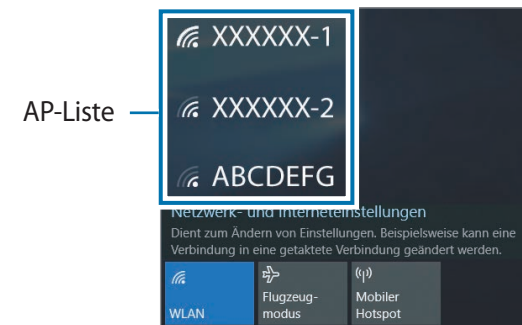 XXXXXX-1
AP-Liste
XXXXXX-2
ABCDEFG
Netzwerk- und Interneteinstellungen
Dient zum Ändern von Einstellungen. Beispielsweise kann eine
Verbindung in eine getaktete Verbindung geändert werden.
WLAN
Flugzeug-
modus
Mobiler
Hotspot